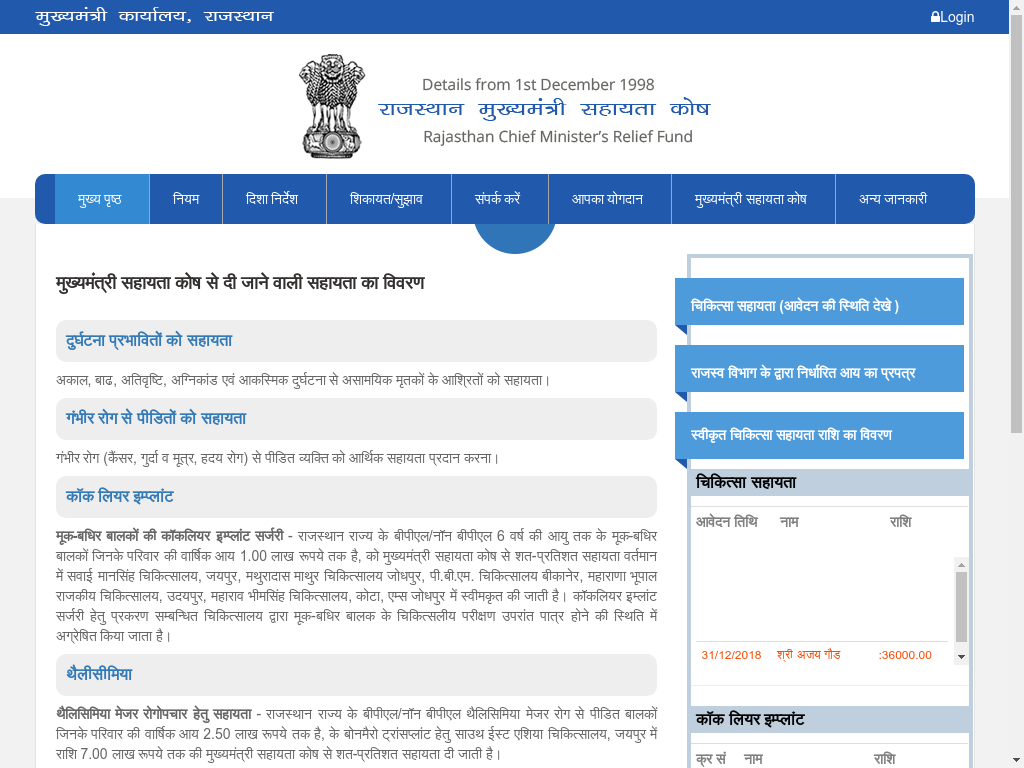 मुख्यमंत्री कार्यालय, राजस्थान
Login
Details from 1st December 1998
राजस्थान मुख्यमंत्री सहायता कोष
Rajasthan Chief Minister's Relief Fund
मुख्य पृष्ठ
नियम
दिशा निर्देश
शिकायत/सुझाव
संपर्क करें
आपका योगदान
मुख्यमंत्री सहायता कोष
अन्य जानकारी
मुख्यमंत्री सहायता कोष से दी जाने वाली सहायता का विवरण
दुर्घटना प्रभावितों को सहायता
अकाल, बाढ, अतिवृष्टि, अग्निकांड एवं आकस्मिक दुर्घटना से असामयिक मृतकों के आश्रितों को सहायता।
गंभीर रोग से पीडितों को सहायता
गंभीर रोग (कैंसर, गुर्दा व मूत्र, हदय रोग) से पीडित व्यक्ति को आर्थिक सहायता प्रदान करना।
कॉक लियर इम्प्लांट
मूक-बधिर बालकों की कॉकलियर इम्प्लांट सर्जरी - राजस्थान राज्य के बीपीएल/नॉन बीपीएल 6 वर्ष की आयु तक के मूक-बधिर
बालकों जिनके परिवार की वार्षिक आय 1.00 लाख रूपये तक है, को मुख्यमंत्री सहायता कोष से शत-प्रतिशत सहायता वर्तमान
में सवाई मानसिंह चिकित्सालय, जयपुर, मथुरादास माथुर चिकित्सालय जोधपुर, पी.बी.एम. चिकित्सालय बीकानेर, महाराणा भूपाल
राजकीय चिकित्सालय, उदयपुर, महाराव भीमसिंह चिकित्सालय, कोटा, एम्स जोधपुर में स्वीमकृत की जाती है। कॉकलियर इम्लांट
सर्जरी हेतु प्रकरण सम्बन्धित चिकित्सालय द्वारा मूक-बधिर बालक के चिकित्सलीय परीक्षण उपरांत पात्र होने की स्थिति में
अग्रेषित किया जाता है।
थैलीसीमिया
थैलिसिमिया मेजर रोगोपचार हेतु सहायता - राजस्थान राज्य के बीपीएल/नॉन बीपीएल थैलिसिमिया मेजर रोग से पीडित बालकों
जिनके परिवार की वार्षिक आय 2.50 लाख रूपये तक है, के बोनमैरो ट्रांसप्लांट हेतु साउथ ईस्ट एशिया चिकित्सालय, जयपुर में
राशि 7.00 लाख रूपये तक की मुख्यमंत्री सहायता कोष से शत-प्रतिशत सहायता दी जाती है।
चिकित्सा सहायता (आवेदन की स्थिति देखे )
राजस्व विभाग के द्वारा निर्धारित आय का प्रपत्र
स्वीकृत चिकित्सा सहायता राशि का विवरण
चिकित्सा सहायता
आवेदन तिथि नाम राशि
31/12/2018 श्री अजय गौड :36000.00
कॉक लियर इम्प्लांट
क्र सं नाम राशि